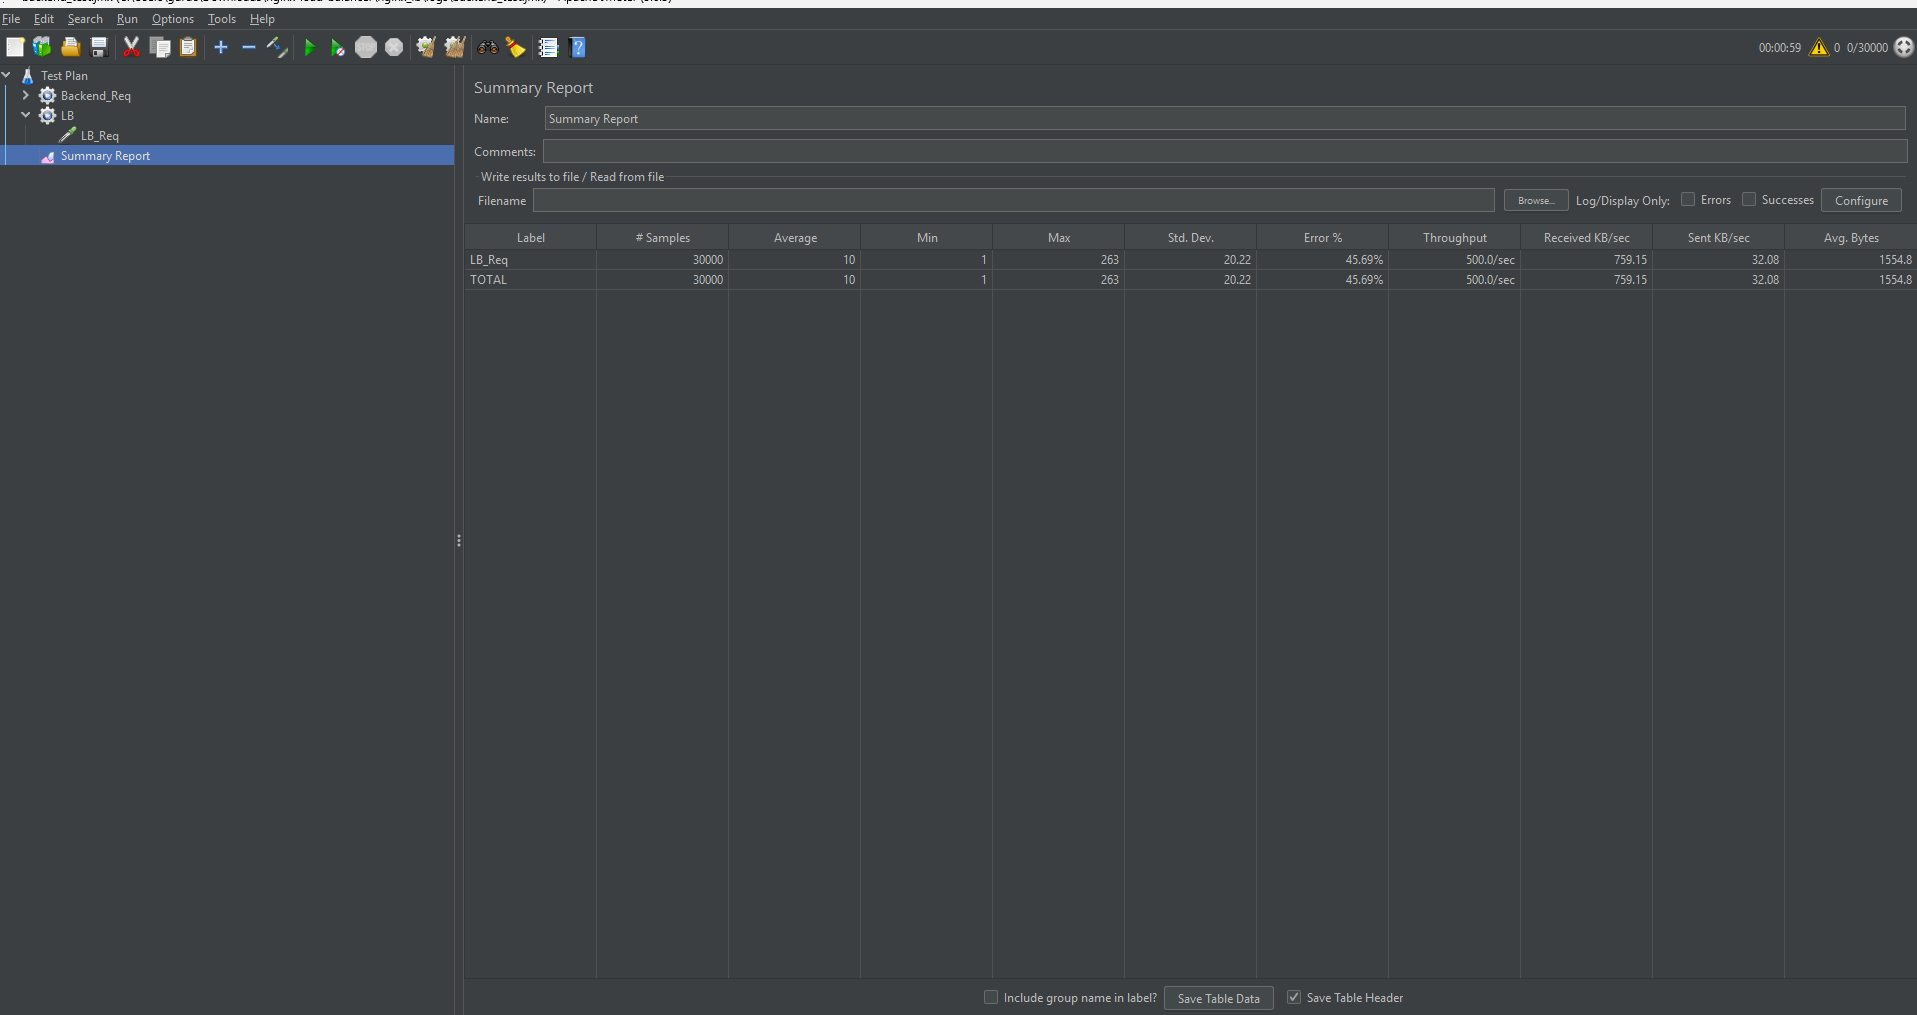 File Edit Search Run Options Tools Help
00:00:59 0 0/30000
Test Plan
Backend_Req
LB
LB_Req
Summary Report
Summary Report
Name: Summary Report
Comments:
Write results to file / Read from file
Filename Browse... Log/Display Only: Errors Successes Configure
Label # Samples Average Min Max Std. Dev. Error % Throughput Received KB/sec Sent KB/sec Avg. Bytes
LB_Req 30000 10 1 263 20.22 45.69% 500.0/sec 759.15 32.08 1554.8
TOTAL 30000 10 1 263 20.22 45.69% 500.0/sec 759.15 32.08 1554.8
Include group name in label? Save Table Data Save Table Header